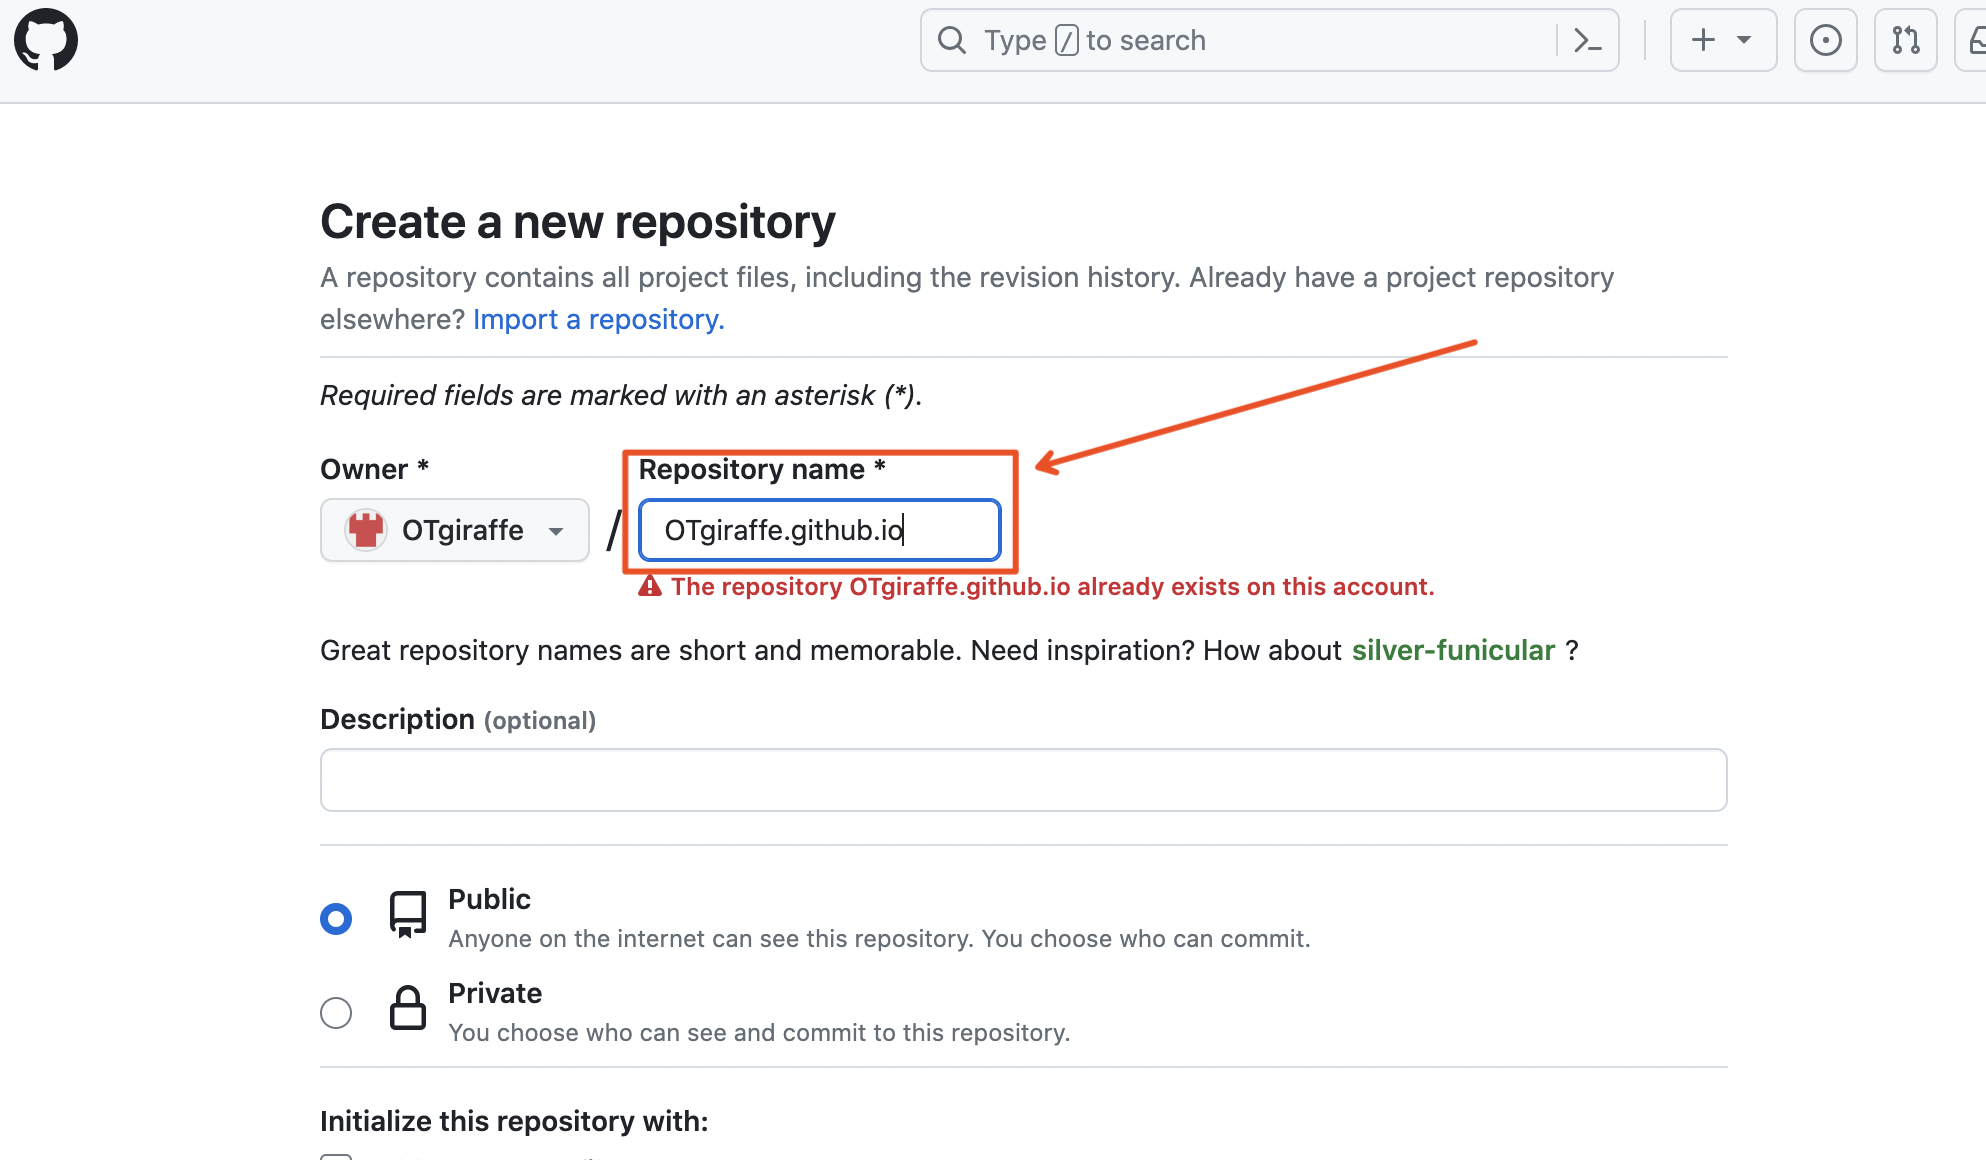 Type / to search
Create a new repository
A repository contains all project files, including the revision history. Already have a project repository
elsewhere? Import a repository.
Required fields are marked with an asterisk (*).
Owner * Repository name *
OTgiraffe / OTgiraffe.github.io
The repository OTgiraffe.github.io already exists on this account.
Great repository names are short and memorable. Need inspiration? How about silver-funicular ?
Description (optional)
Public
Anyone on the internet can see this repository. You choose who can commit.
Private
You choose who can see and commit to this repository.
Initialize this repository with: